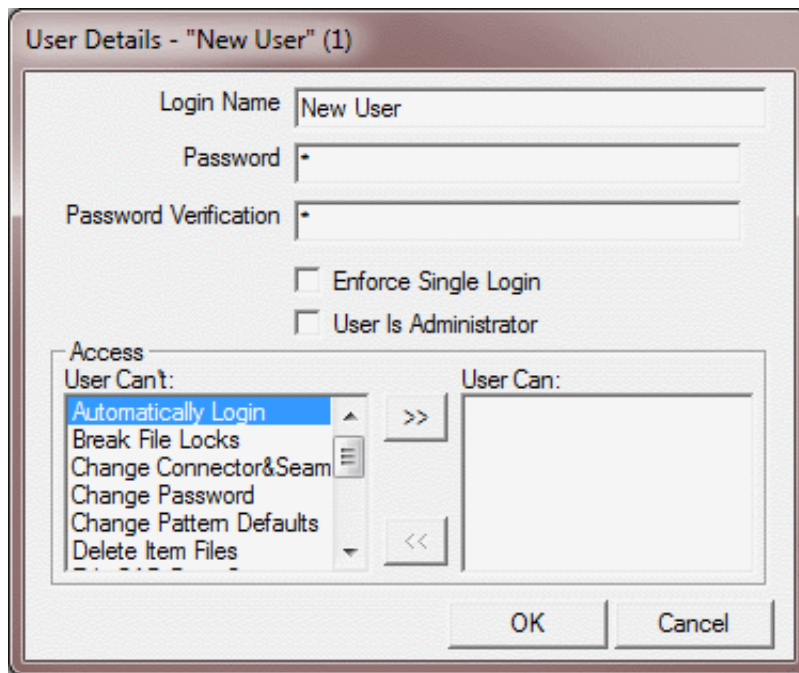 User Details - "New User" (1)
Login Name New User
Password *
Password Verification *
Enforce Single Login
User Is Administrator
Access
User Can't: User Can:
Automatically Login
Break File Locks
Change Connector&Seam
Change Password
Change Pattern Defaults
Delete Item Files
>>
<<
OK Cancel